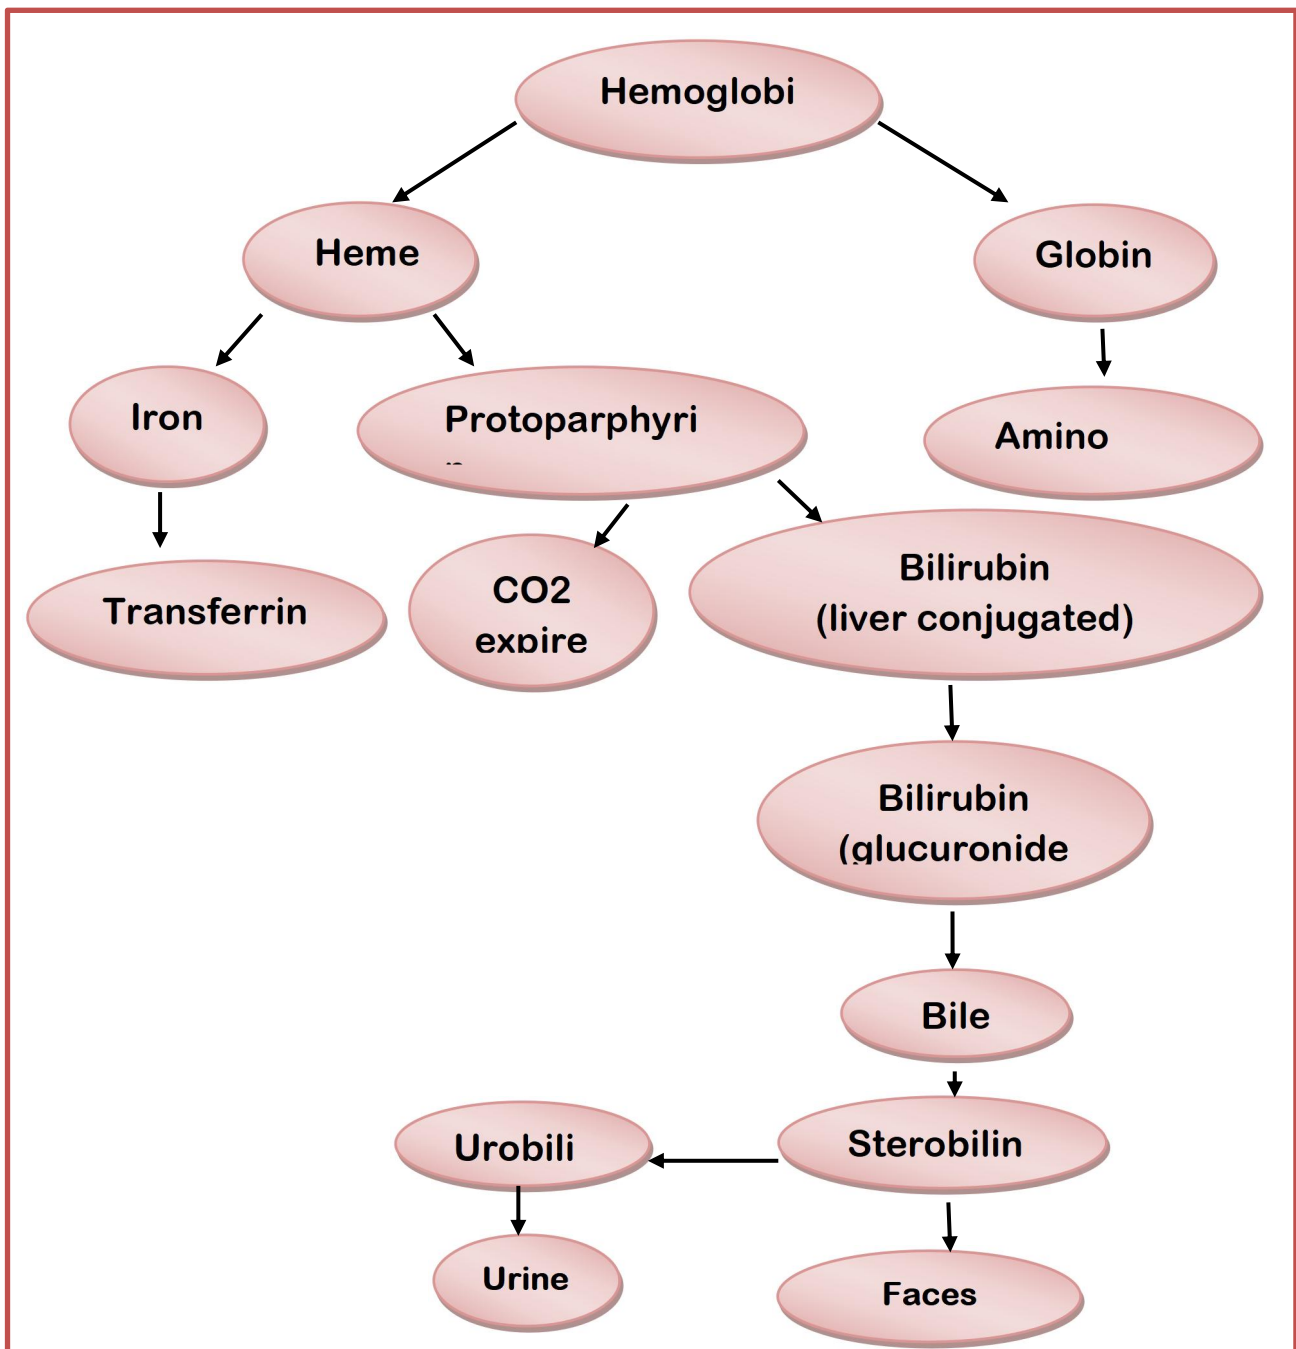 Hemoglobi
Heme
Globin
Iron
Protoparphyri
Amino
Transferrin
CO2
expire
Bilirubin
(liver conjugated)
Bilirubin
(glucuronide
Bile
Urobili
Sterobilin
Urine
Faces